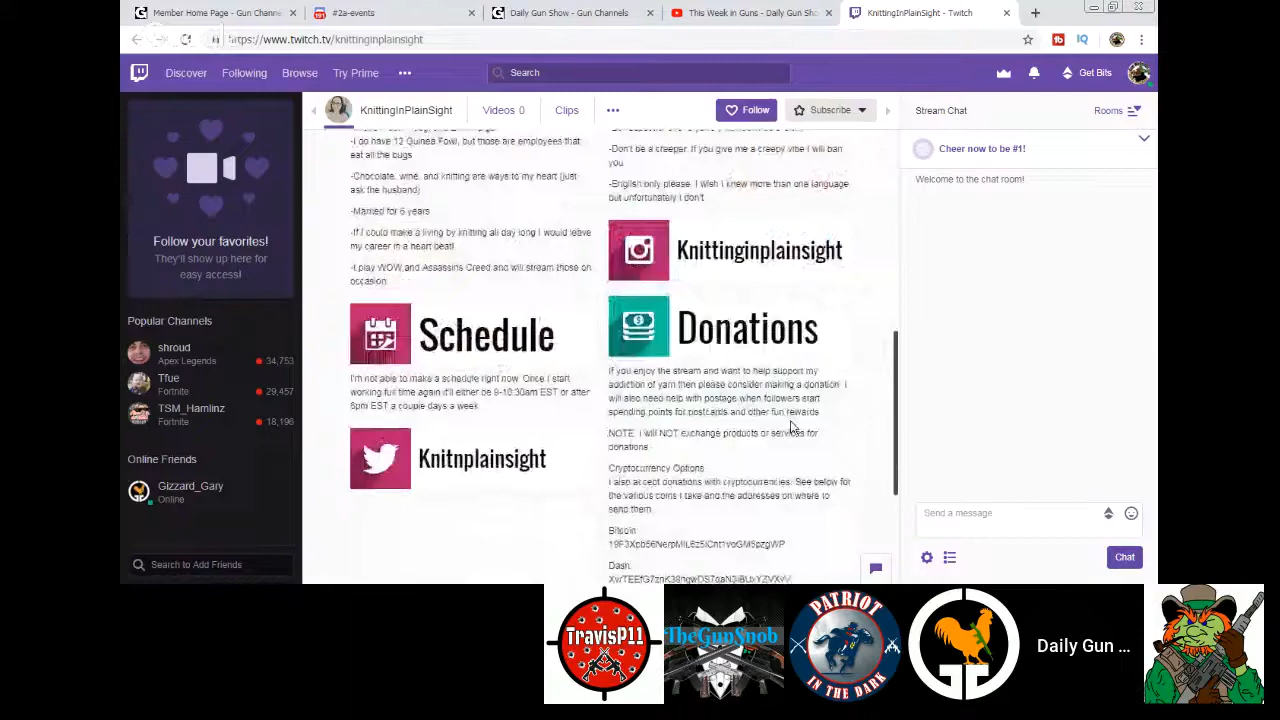 Member Home Page - Gun Channe
#2a-events
Daily Gun Show - Gun Channels
This Week in Guns - Daily Gun Sho
KnittingInPlainSight - Twitch
https://www.twitch.tv/knittinginplainsight
Discover Following Browse Try Prime
Search
Get Bits
Follow your favorites!
They'll show up here for
easy access!
Popular Channels
shroud
Apex Legends 34,753
Tfue
Fortnite 29,457
TSM_Hamlinz
Fortnite 18,196
Online Friends
Gizzard_Gary
Online
Search to Add Friends
KnittingInPlainSight Videos 0 Clips Follow Subscribe
-I do have 12 Guinea Fowl, but those are employees that
eat all the bugs
-Chocolate, wine, and knitting are ways to my heart (just
ask the husband)
-Married for 6 years
-If I could make a living by knitting all day long I would leave
my career in a heart beat!
-I play WOW and Assassins Creed and will stream those on
occasion
Schedule
I'm not able to make a schedule right now. Once I start
working full time again it'll either be 9-10:30am EST or after
6pm EST a couple days a week
Knitnplainsight
-Don't be a creeper. If you give me a creepy vibe I will ban
you
-English only please. I wish I knew more than one language
but unfortunately I don't
Knittinginplainsight
Donations
If you enjoy the stream and want to help support my
addiction of yarn then please consider making a donation. I
will also need help with postage when followers start
spending points for postcards and other fun rewards
NOTE: I will NOT exchange products or services for
donations
Cryptocurrency Options
I also accept donations with cryptocurrencies. See below for
the various coins I take and the addresses on where to
send them
Bitcoin
Dash
Stream Chat
Rooms
Cheer now to be #1!
Welcome to the chat room!
Send a message
Chat
TravisP11
TheGunSnob
PATRIOT
IN THE DARK
Daily Gun ...